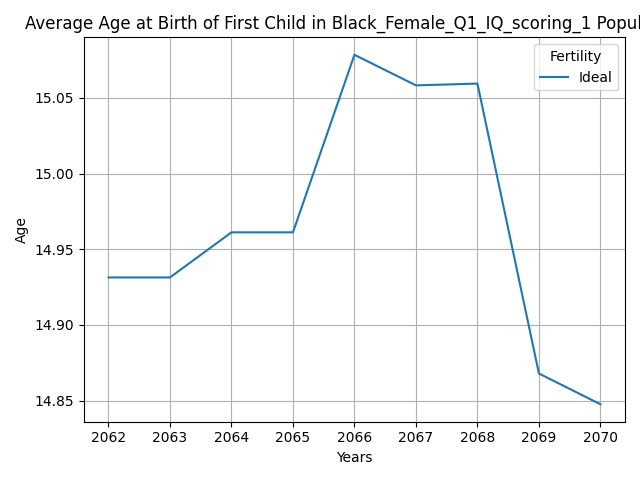 Average Age at Birth of First Child in Black_Female_Q1_IQ_scoring_1 Popul
Fertility
Ideal
Age
15.05
15.00
14.95
14.90
14.85
2062 2063 2064 2065 2066 2067 2068 2069 2070
Years